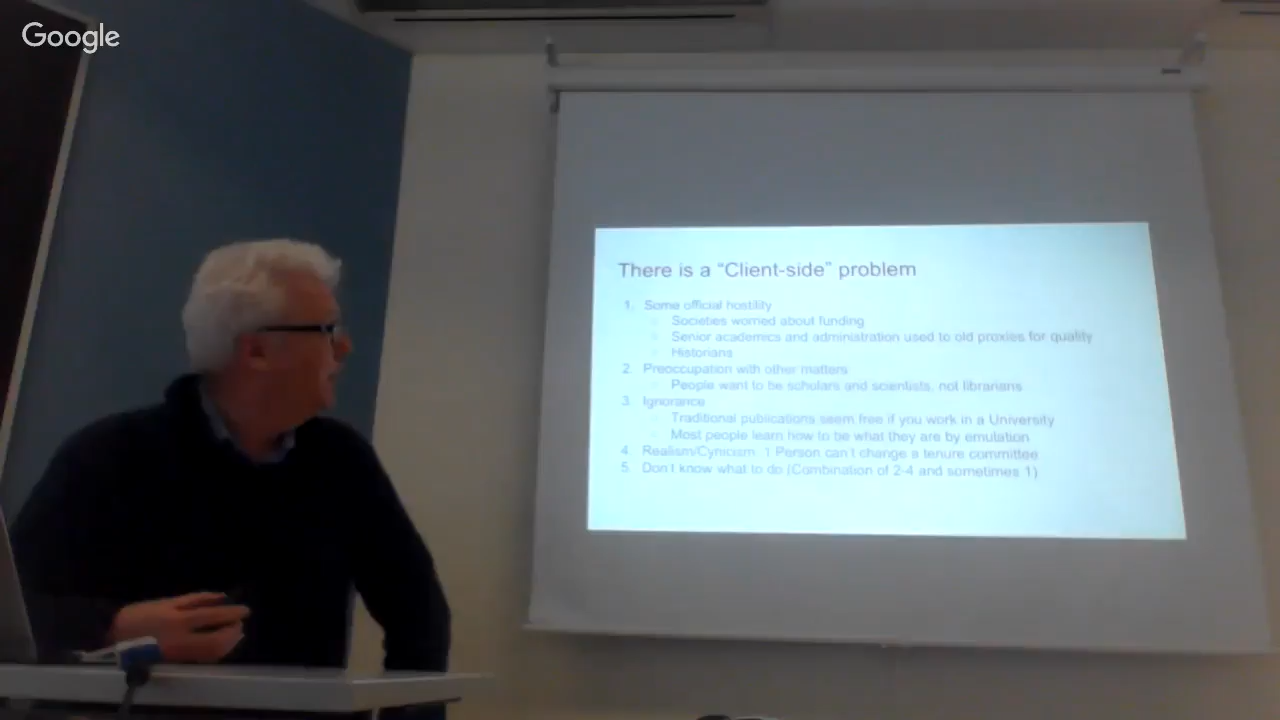 Google
There is a “Client-side” problem
1. Some official hostility
Societies worried about funding
Senior academics and administration used to old proxies for quality
Historians
2. Preoccupation with other matters
People want to be scholars and scientists, not librarians
3. Ignorance
Traditional publications seem free if you work in a University
Most people learn how to be what they are by emulation
4. Realism/Cynicism: 1 Person can't change a tenure committee
5. Don't know what to do (Combination of 2-4 and sometimes 1)